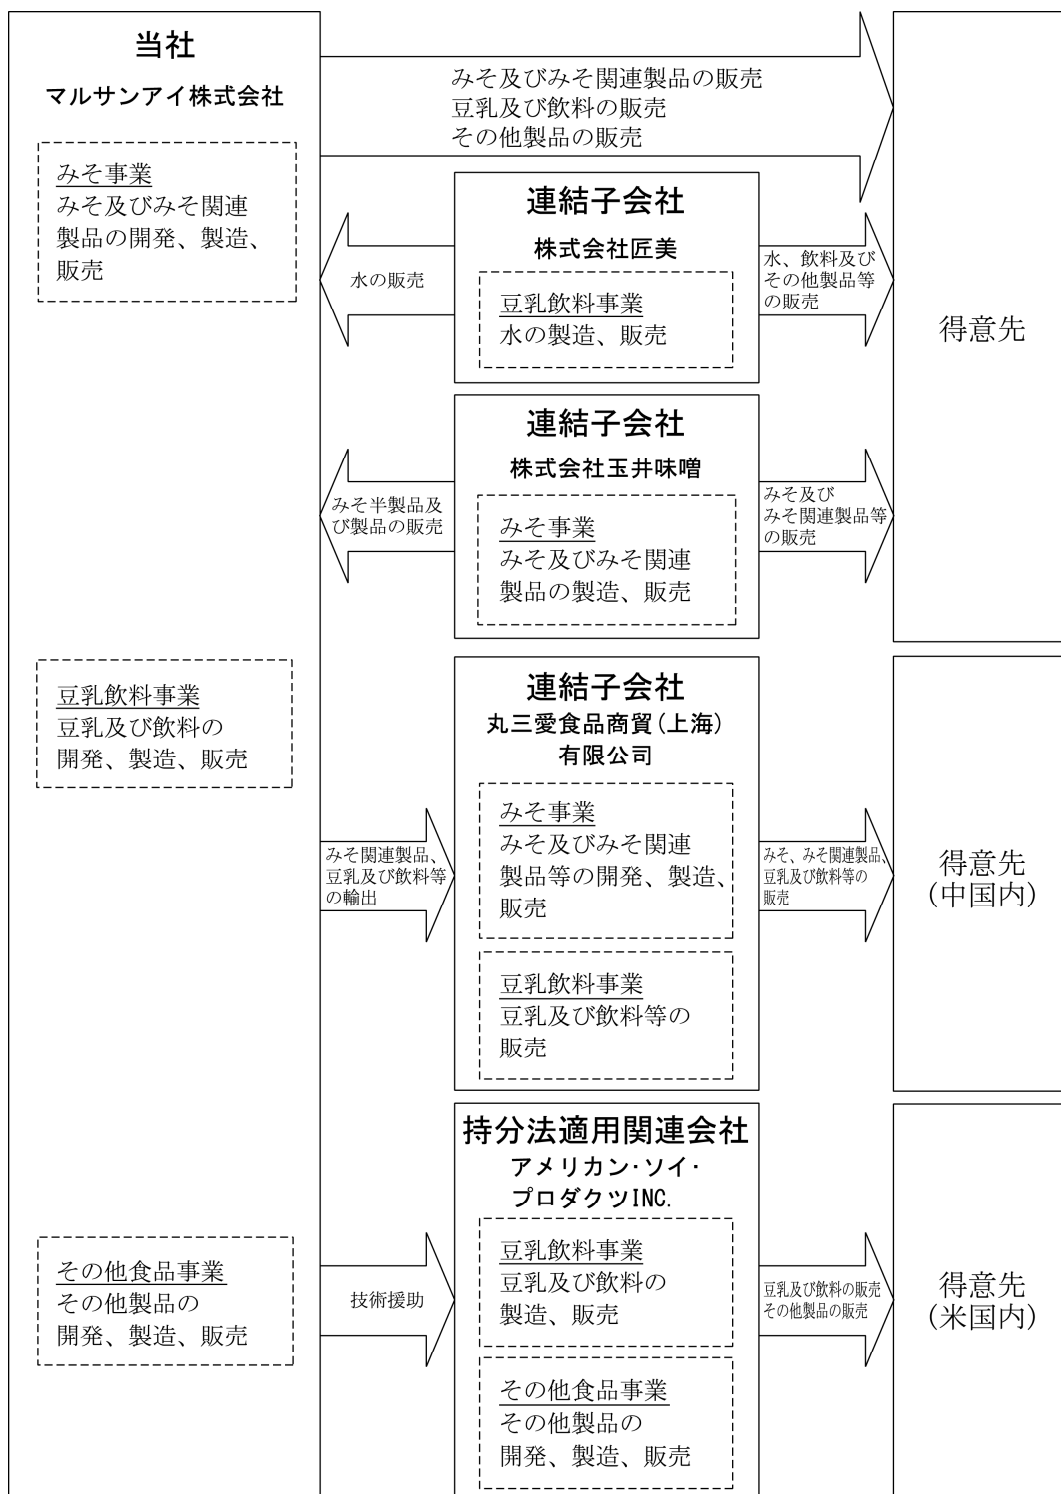 当社
マルサンアイ株式会社
みそ事業
みそ及びみそ関連
製品の開発、製造、
販売
豆乳飲料事業
豆乳及び飲料の
開発、製造、販売
その他食品事業
その他製品の
開発、製造、販売
みそ及びみそ関連製品の販売
豆乳及び飲料の販売
その他製品の販売
水の販売
連結子会社
株式会社匠美
豆乳飲料事業
水の製造、販売
水、飲料及び
その他製品等
の販売
得意先
みそ半製品及
び製品の販売
連結子会社
株式会社玉井味噌
みそ事業
みそ及びみそ関連
製品の製造、販売
みそ及び
みそ関連製品等
の販売
みそ関連製品、
豆乳及び飲料等
の輸出
連結子会社
丸三愛食品商貿(上海)
有限公司
みそ事業
みそ及びみそ関連
製品等の開発、製造、
販売
豆乳飲料事業
豆乳及び飲料等の
販売
みそ、みそ関連製品、
豆乳及び飲料等の
販売
得意先
(中国内)
技術援助
持分法適用関連会社
アメリカン・ソイ・
プロダクツINC.
豆乳飲料事業
豆乳及び飲料の
製造、販売
その他食品事業
その他製品の
開発、製造、販売
豆乳及び飲料の販売
その他製品の販売
得意先
(米国内)